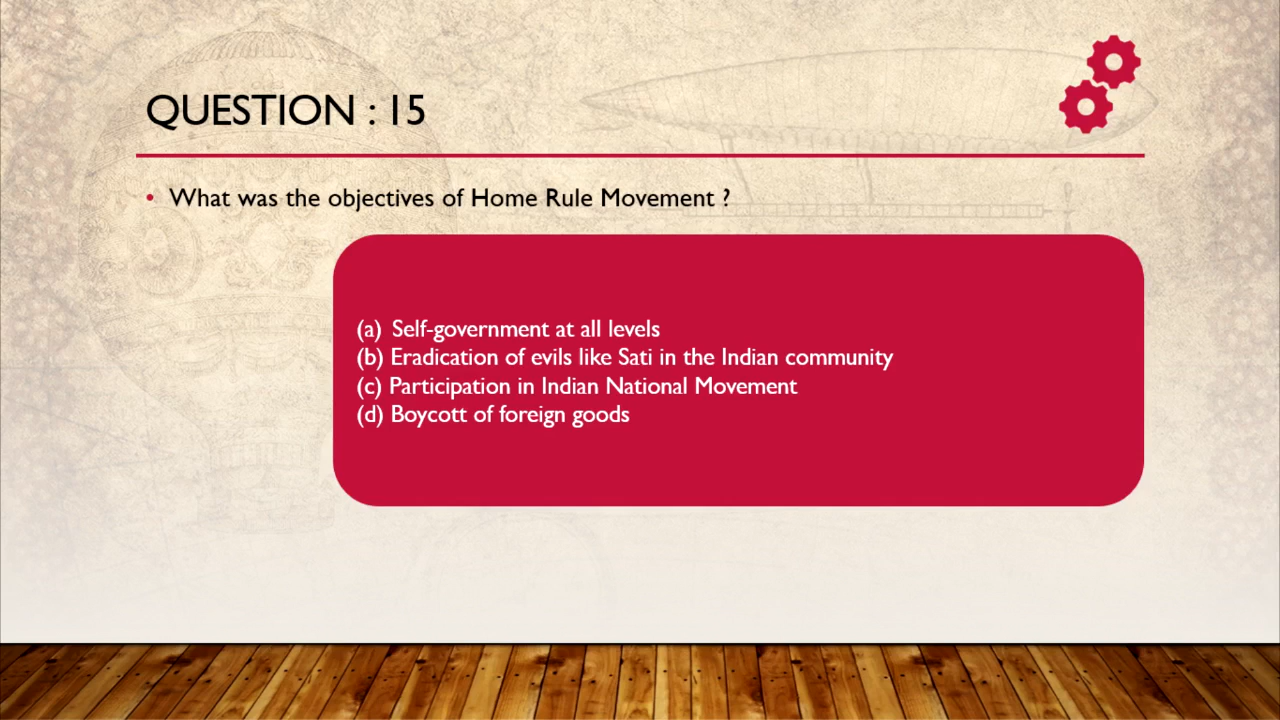 QUESTION : 15
• What was the objectives of Home Rule Movement ?
(a) Self-government at all levels
(b) Eradication of evils like Sati in the Indian community
(c) Participation in Indian National Movement
(d) Boycott of foreign goods